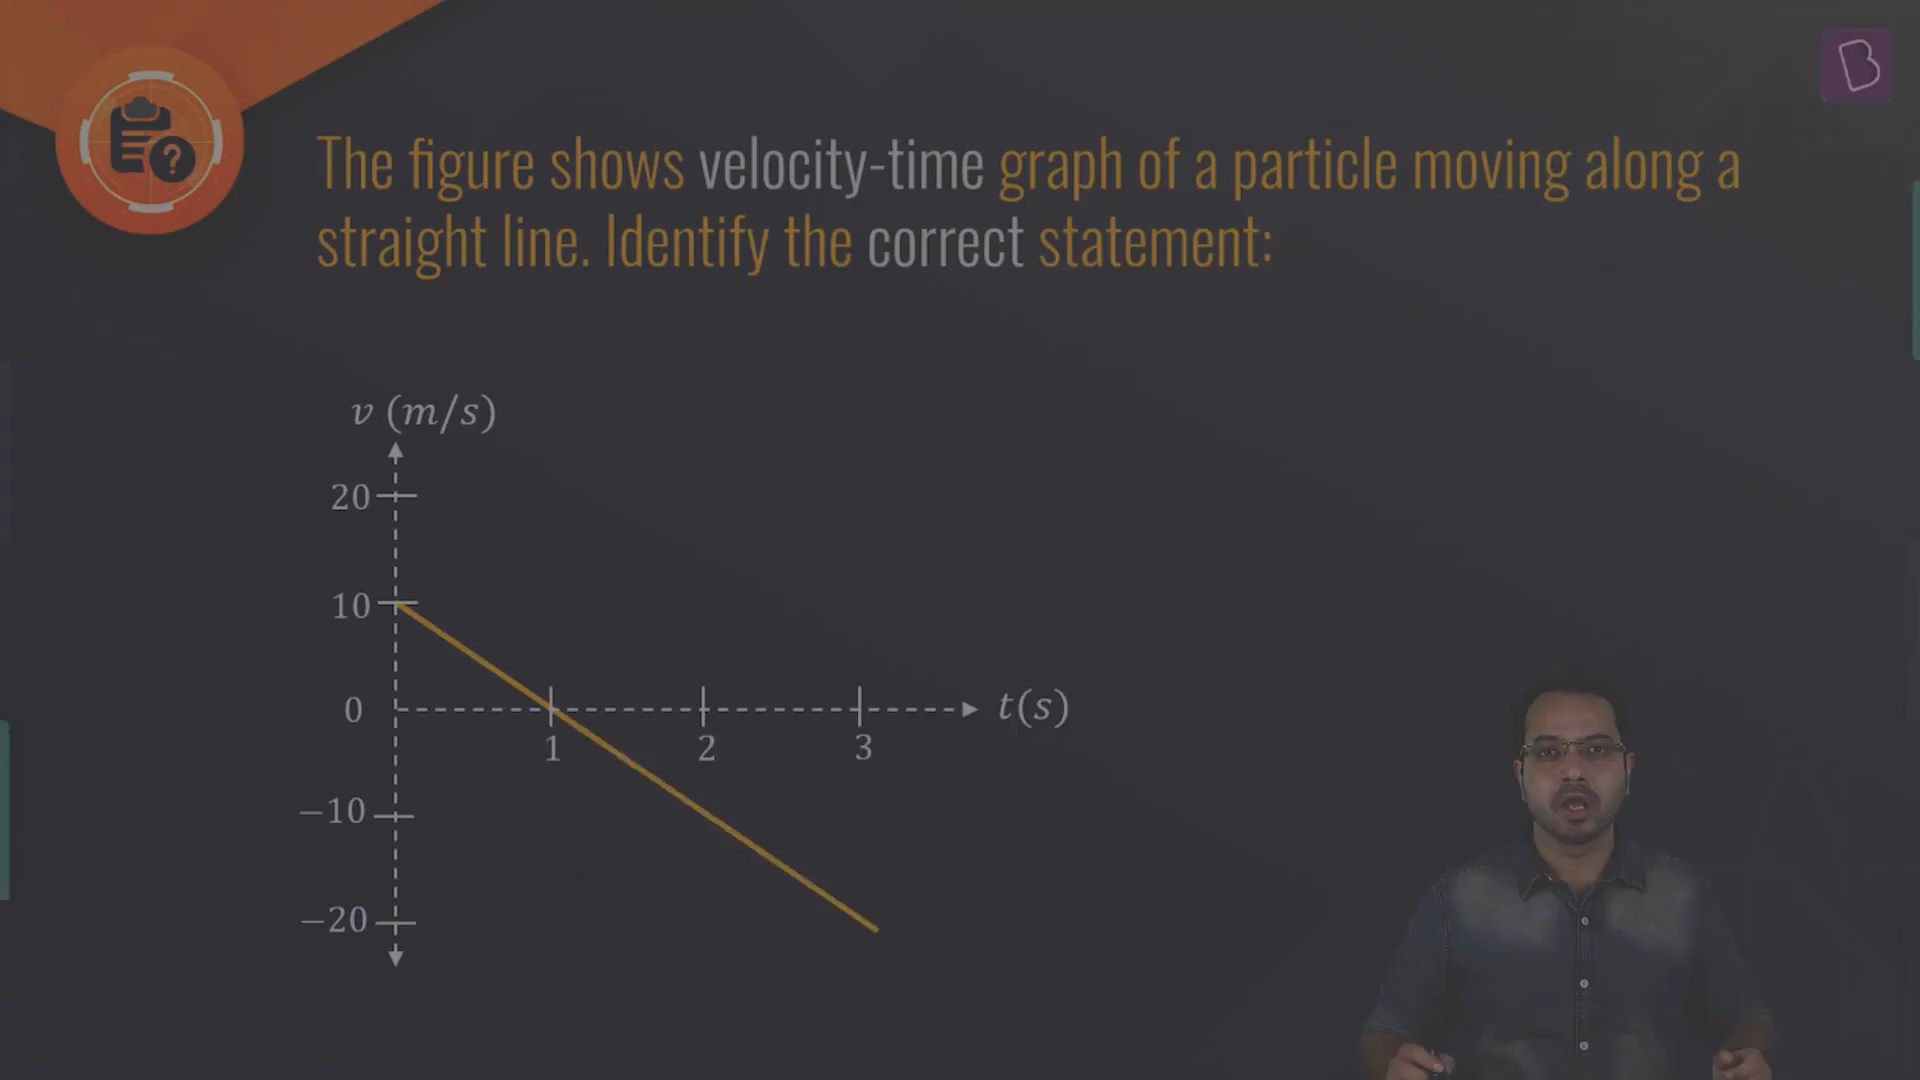 The figure shows velocity-time graph of a particle moving along a
straight line. Identify the correct statement:
v (m/s)
20
10
0
t(s)
1
2
3
−10
−20